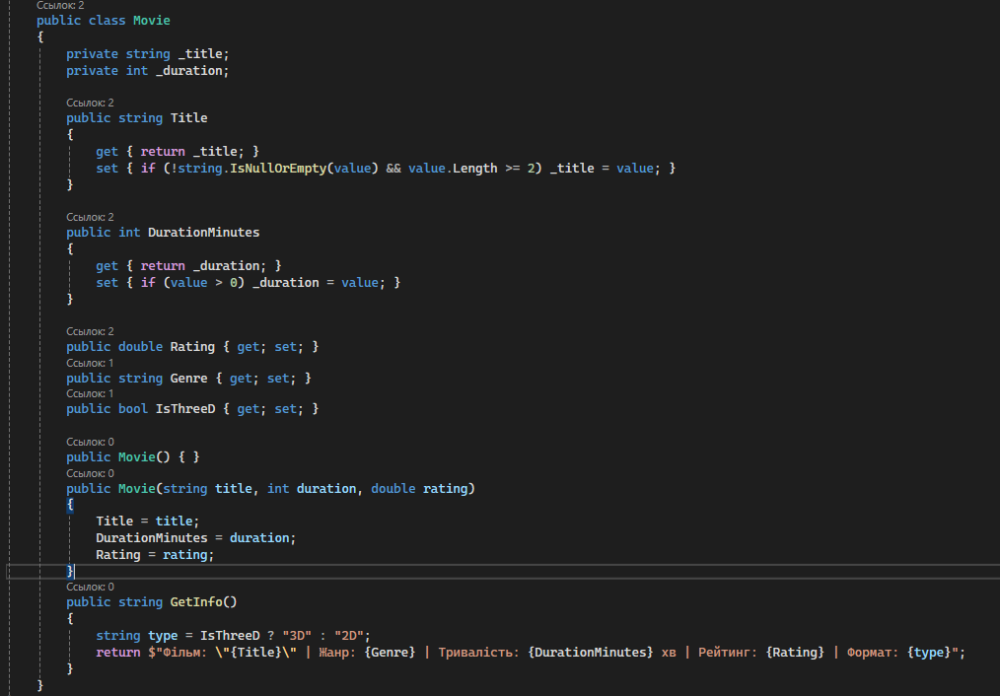 Ссылок: 2
public class Movie
{
private string _title;
private int _duration;
Ссылок: 2
public string Title
{
get { return _title; }
set { if (!string.IsNullOrEmpty(value) && value.Length >= 2) _title = value; }
}
Ссылок: 2
public int DurationMinutes
{
get { return _duration; }
set { if (value > 0) _duration = value; }
}
Ссылок: 2
public double Rating { get; set; }
Ссылок: 1
public string Genre { get; set; }
Ссылок: 1
public bool IsThreeD { get; set; }
Ссылок: 0
public Movie() { }
Ссылок: 0
public Movie(string title, int duration, double rating)
{
Title = title;
DurationMinutes = duration;
Rating = rating;
}
Ссылок: 0
public string GetInfo()
{
string type = IsThreeD ? "3D" : "2D";
return $"Фільм: \"{Title}\" | Жанр: {Genre} | Тривалість: {DurationMinutes} хв | Рейтинг: {Rating} | Формат: {type}";
}
}